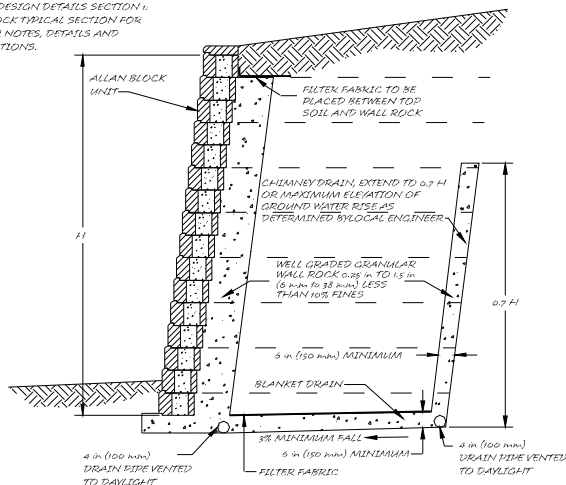 DESIGN DETAILS SECTION 1:
OCK TYPICAL SECTION FOR
NOTES, DETAILS AND
TIONS.
ALLAN BLOCK
UNIT
FILTER FABRIC TO BE
PLACED BETWEEN TOP
SOIL AND WALL ROCK
H
CHIMNEY DRAIN, EXTEND TO 0.7 H
OR MAXIMUM ELEVATION OF
GROUND WATER RISE AS
DETERMINED BYLOCAL ENGINEER
WELL GRADED GRANULAR
WALL ROCK 0.25 in TO 1.5 in
(6 mm to 38 mm) LESS
THAN 10% FINES
0.7 H
6 in (150 mm) MINIMUM
BLANKET DRAIN
3% MINIMUM FALL
6 in (150 mm) MINIMUM
FILTER FABRIC
4 in (100 mm)
DRAIN PIPE VENTED
TO DAYLIGHT
4 in (100 mm)
DRAIN PIPE VENTED
TO DAYLIGHT